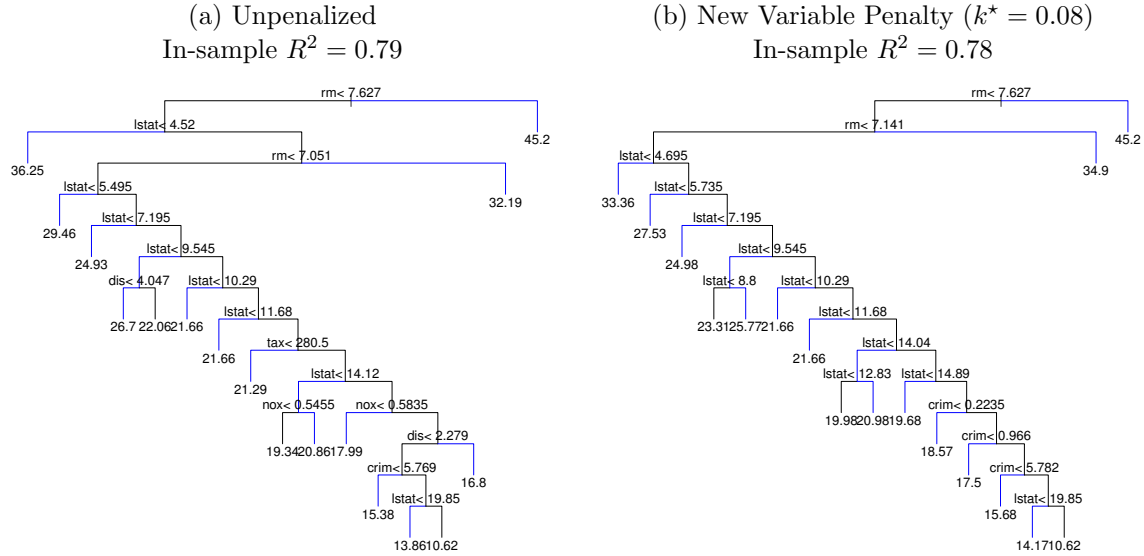 (a) Unpenalized
In-sample R² = 0.79
rm< 7.627
lstat< 4.52
45.2
36.25
rm< 7.051
lstat< 5.495
32.19
29.46
lstat< 7.195
24.93
lstat< 9.545
dis< 4.047
lstat< 10.29
26.7
22.06
21.66
lstat< 11.68
21.66
tax< 280.5
21.29
lstat< 14.12
nox< 0.5455
nox< 0.5835
19.34
20.86
17.99
dis< 2.279
crim< 5.769
16.8
15.38
lstat< 19.85
13.86
10.62
(b) New Variable Penalty (k⋆ = 0.08)
In-sample R² = 0.78
rm< 7.627
rm< 7.141
45.2
lstat< 4.695
34.9
33.36
lstat< 5.735
27.53
lstat< 7.195
24.98
lstat< 9.545
lstat< 8.8
lstat< 10.29
23.31
25.77
21.66
lstat< 11.68
21.66
lstat< 14.04
lstat< 12.83
lstat< 14.89
19.98
20.98
19.68
crim< 0.2235
18.57
crim< 0.966
17.5
crim< 5.782
15.68
lstat< 19.85
14.17
10.62